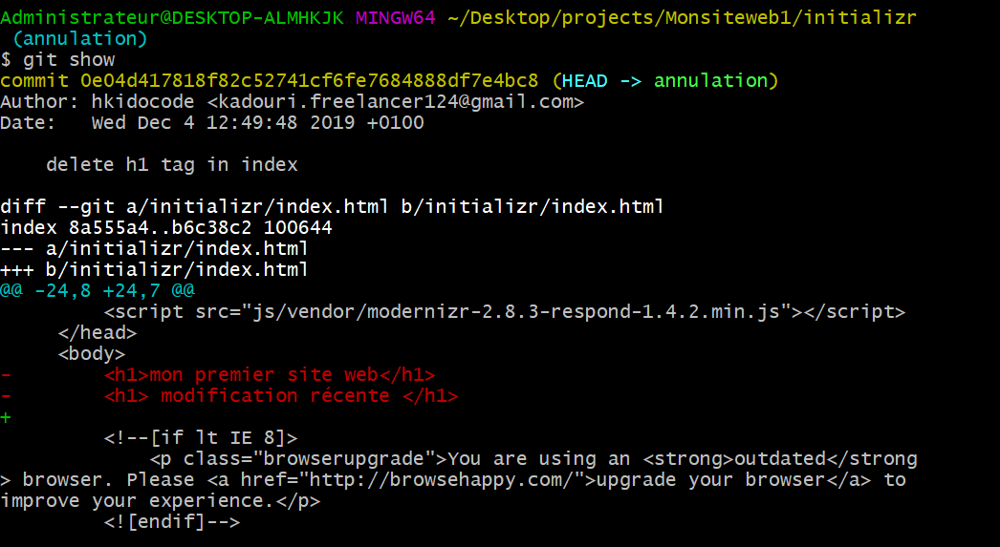 Administrateur@DESKTOP-ALMHKJK MINGW64 ~/Desktop/projects/Monsiteweb1/initializr
 (annulation)
$ git show
commit 0e04d417818f82c52741cf6fe7684888df7e4bc8 (HEAD -> annulation)
Author: hkidocode <kadouri.freelancer124@gmail.com>
Date:   Wed Dec 4 12:49:48 2019 +0100
    delete h1 tag in index
diff --git a/initializr/index.html b/initializr/index.html
index 8a555a4..b6c38c2 100644
--- a/initializr/index.html
+++ b/initializr/index.html
@@ -24,8 +24,7 @@
         <script src="js/vendor/modernizr-2.8.3-respond-1.4.2.min.js"></script>
     </head>
     <body>
-        <h1>mon premier site web</h1>
-        <h1> modification récente </h1>
+
         <!--[if lt IE 8]>
             <p class="browserupgrade">You are using an <strong>outdated</strong
> browser. Please <a href="http://browsehappy.com/">upgrade your browser</a> to
improve your experience.</p>
         <![endif]-->